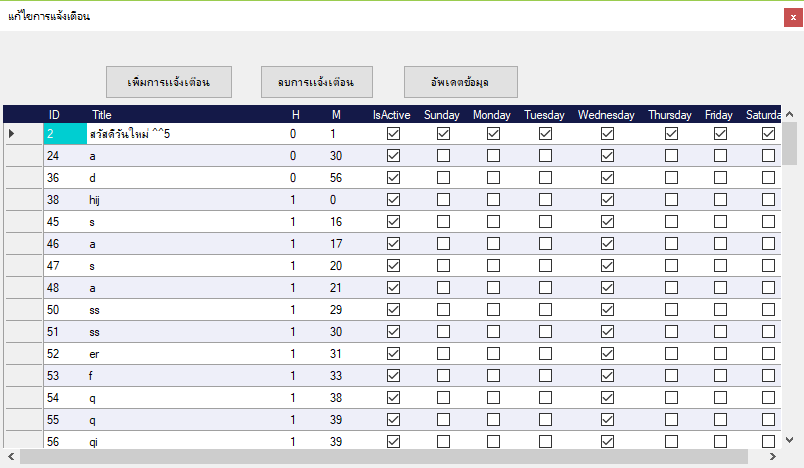 แก้ไขการแจ้งเตือน
x
เพิ่มการแจ้งเตือน ลบการแจ้งเตือน อัพเดตข้อมูล
ID Title H M IsActive Sunday Monday Tuesday Wednesday Thursday Friday Saturda
2 สวัสดีวันใหม่ ^^5 0 1
24 a 0 30
36 d 0 56
38 hij 1 0
45 s 1 16
46 a 1 17
47 s 1 20
48 a 1 21
50 ss 1 29
51 ss 1 30
52 er 1 31
53 f 1 33
54 q 1 38
55 q 1 39
56 qi 1 39